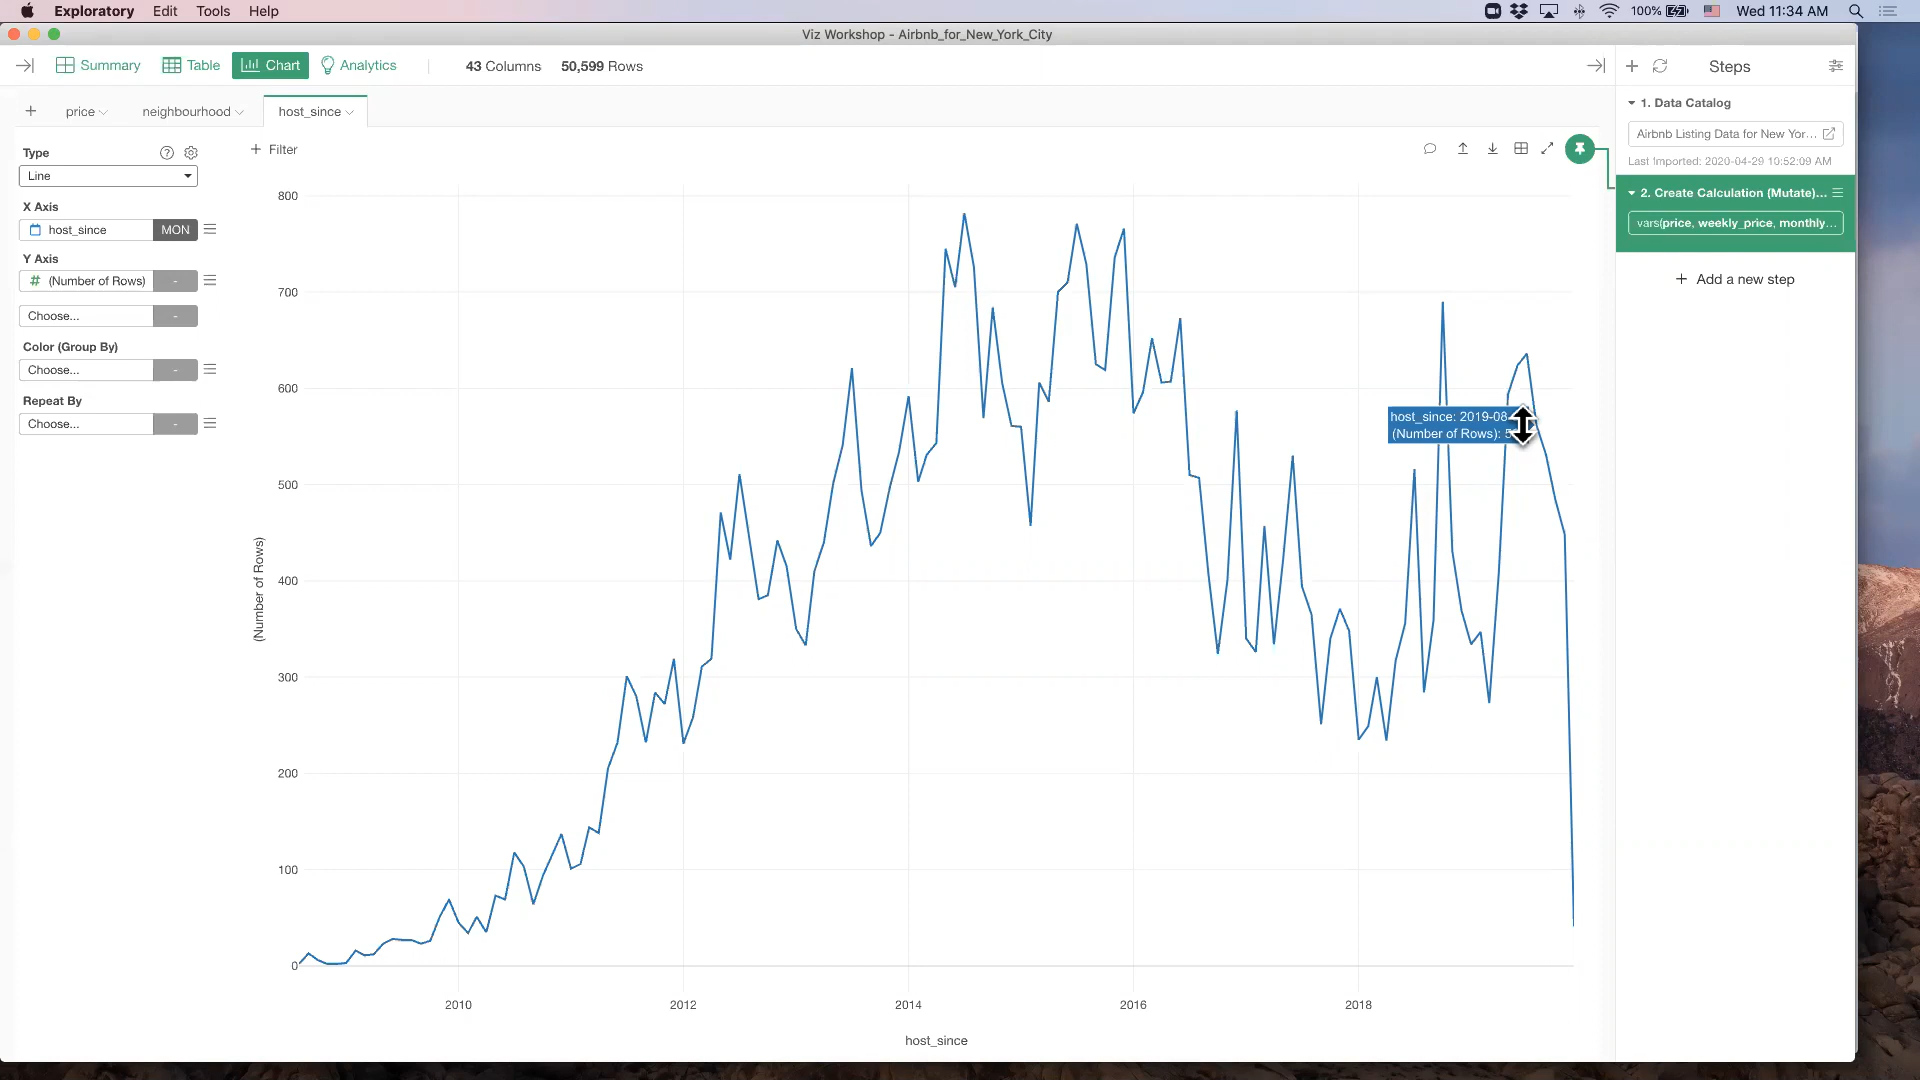 Exploratory Edit Tools Help
100% Wed 11:34 AM
Viz Workshop - Airbnb_for_New_York_City
Summary Table Chart Analytics 43 Columns 50,599 Rows
Steps
price neighbourhood host_since
1. Data Catalog
Airbnb Listing Data for New Yor...
Last Imported: 2020-04-29 10:52:09 AM
2. Create Calculation (Mutate)...
vars(price, weekly_price, monthly...
+ Add a new step
Type
Line
X Axis
host_since MON
Y Axis
# (Number of Rows) -
Choose... -
Color (Group By)
Choose... -
Repeat By
Choose... -
+ Filter
800
700
600
500
400
300
200
100
0
(Number of Rows)
host_since: 2019-08
(Number of Rows):
2010 2012 2014 2016 2018
host_since